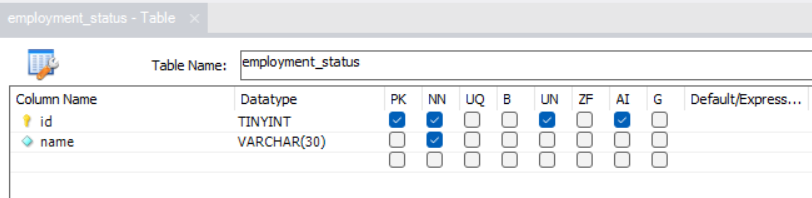 employment_status - Table ×
Table Name: employment_status
Column Name Datatype PK NN UQ B UN ZF AI G Default/Express...
id TINYINT
name VARCHAR(30)